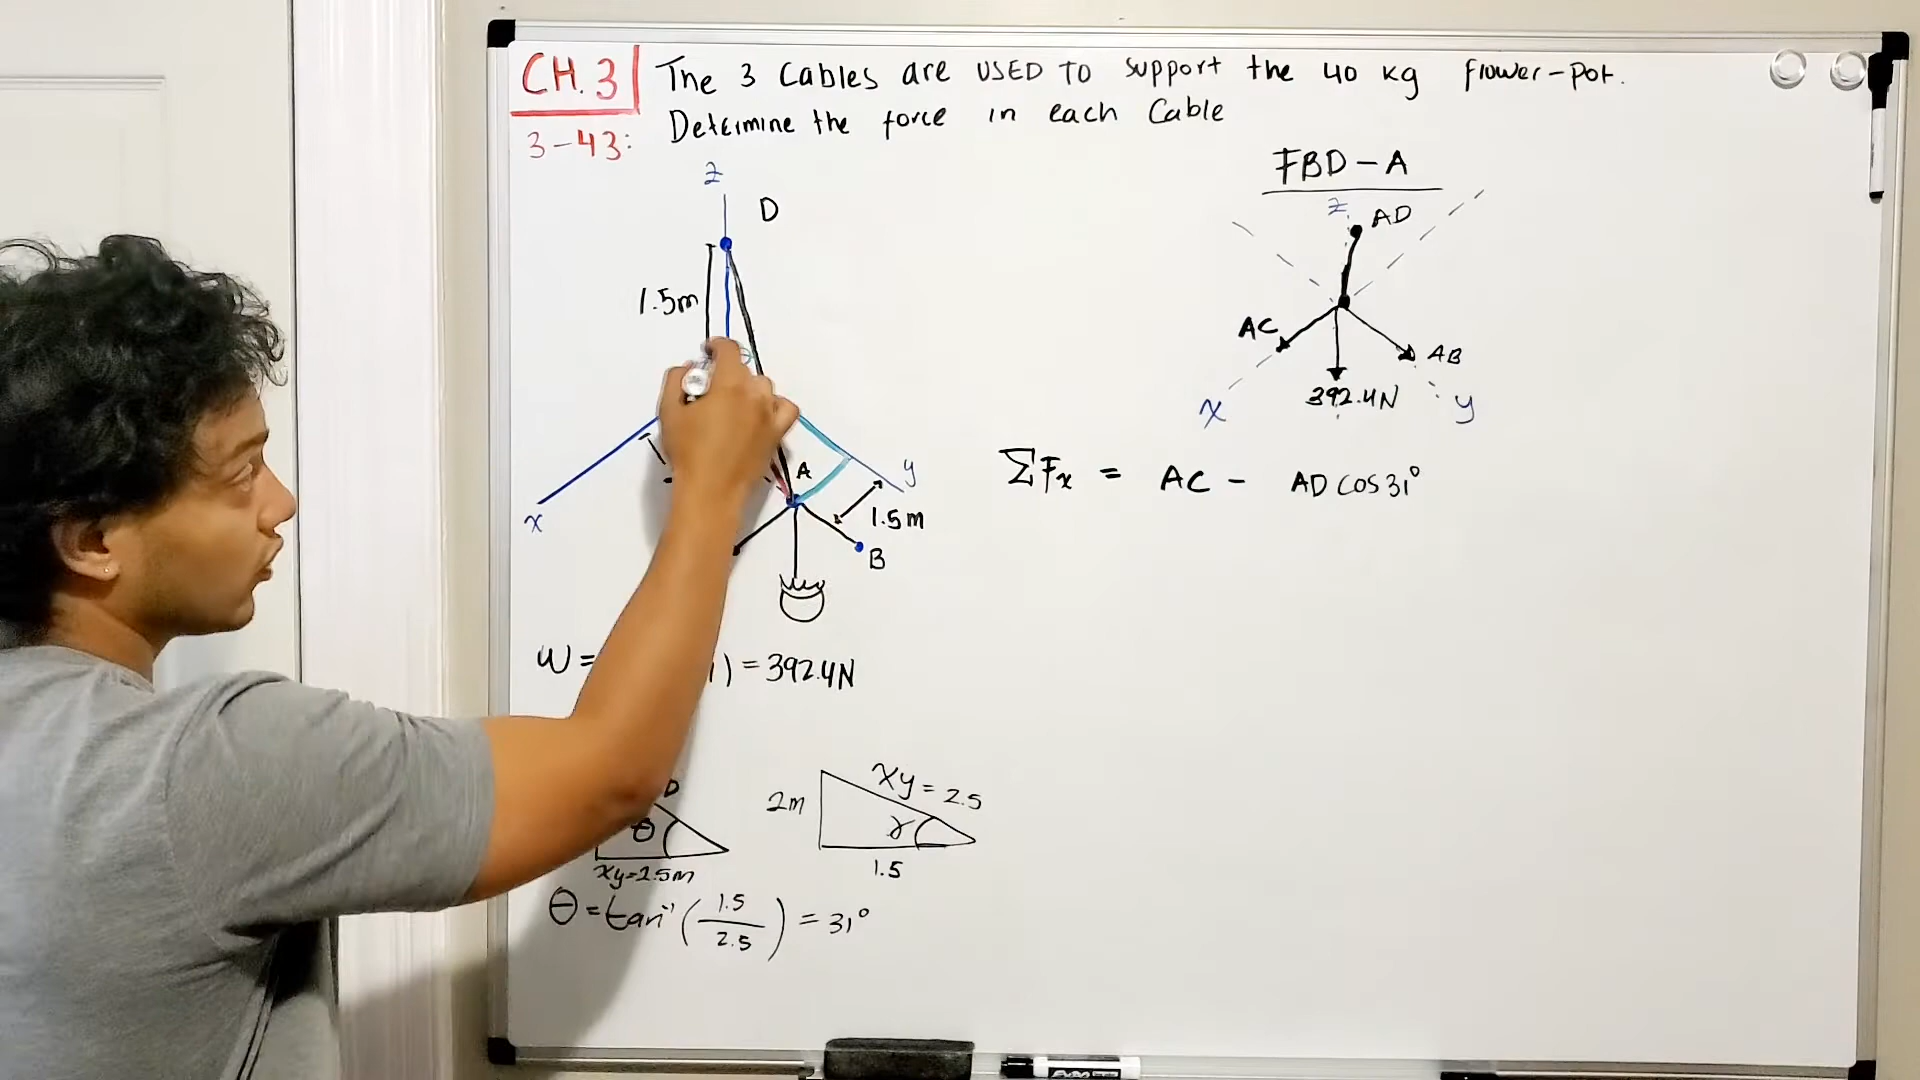 CH.3 The 3 Cables are USED TO support the 40 kg flower-pot.
3-43: Determine the force in each Cable
z
D
1.5m
A
y
x
1.5m
B
W = ) = 392.4N
D
θ
xy=2.5m
2m
xy = 2.5
γ
1.5
θ = tan⁻¹ ( 1.5 / 2.5 ) = 31°
FBD-A
z
AD
AC
AB
392.4N
x
y
ΣFx = AC - AD COS 31°
EXPO